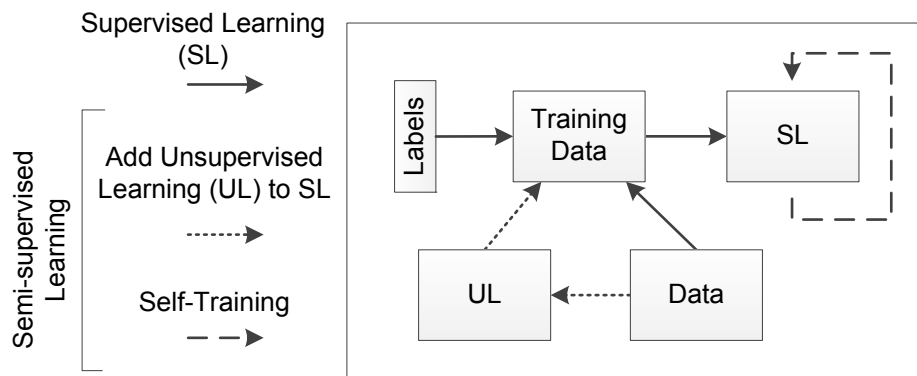 Supervised Learning
(SL)
Semi-supervised
Learning
Add Unsupervised
Learning (UL) to SL
Self-Training
Labels
Training
Data
SL
UL
Data